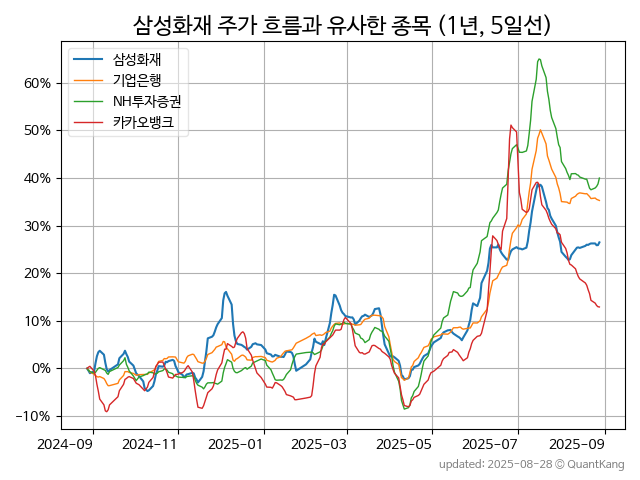 삼성화재 주가 흐름과 유사한 종목 (1년, 5일선)
삼성화재
기업은행
NH투자증권
카카오뱅크
60%
50%
40%
30%
20%
10%
0%
−10%
2024-09 2024-11 2025-01 2025-03 2025-05 2025-07 2025-09
updated: 2025-08-28 © QuantKang